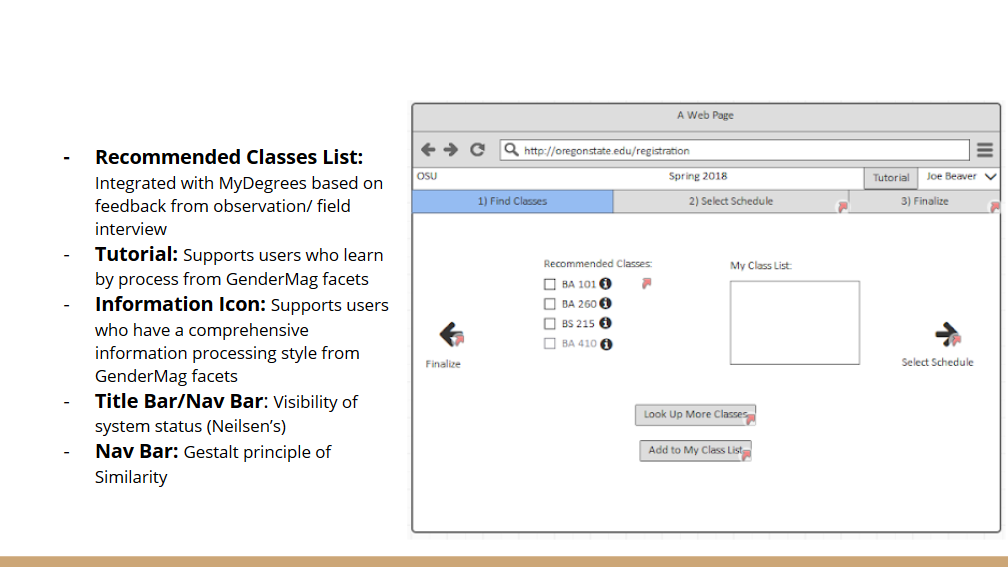 - Recommended Classes List:
Integrated with MyDegrees based on
feedback from observation/ field
interview
- Tutorial: Supports users who learn
by process from GenderMag facets
- Information Icon: Supports users
who have a comprehensive
information processing style from
GenderMag facets
- Title Bar/Nav Bar: Visibility of
system status (Neilsen's)
- Nav Bar: Gestalt principle of
Similarity
A Web Page
http://oregonstate.edu/registration
OSU
Spring 2018
Tutorial
Joe Beaver
1) Find Classes
2) Select Schedule
3) Finalize
Recommended Classes:
BA 101
BA 260
BS 215
BA 410
My Class List:
Finalize
Select Schedule
Look Up More Classes
Add to My Class List